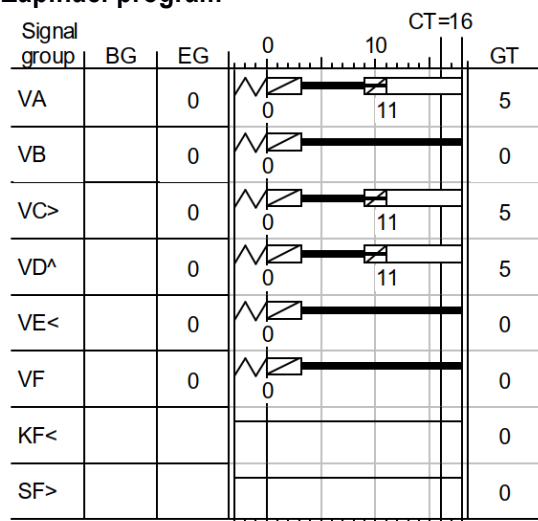 Zapínací program
CT=16
Signal group BG EG 0 10 GT
VA 0 0 11 5
VB 0 0 0
VC> 0 0 11 5
VD^ 0 0 11 5
VE< 0 0 0
VF 0 0 0
KF< 0
SF> 0